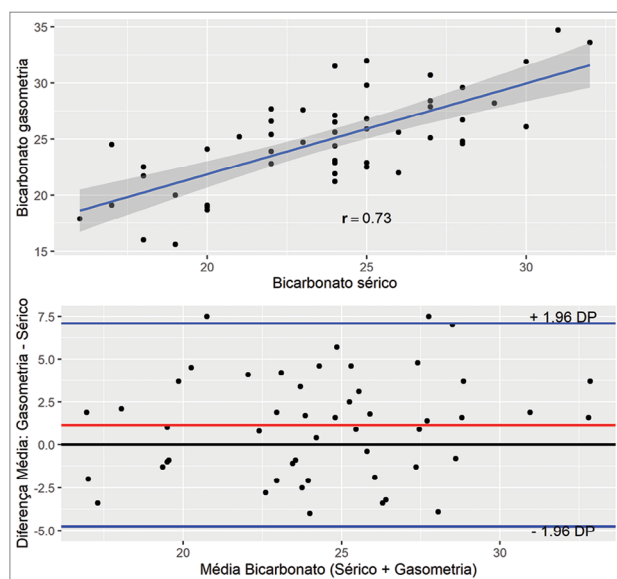 35
30
25
20
15
Bicarbonato gasometria
r = 0.73
20
25
30
Bicarbonato sérico
7.5
5.0
2.5
0.0
-2.5
-5.0
Diferença Média: Gasometria - Sérico
+ 1.96 DP
- 1.96 DP
20
25
30
Média Bicarbonato (Sérico + Gasometria)